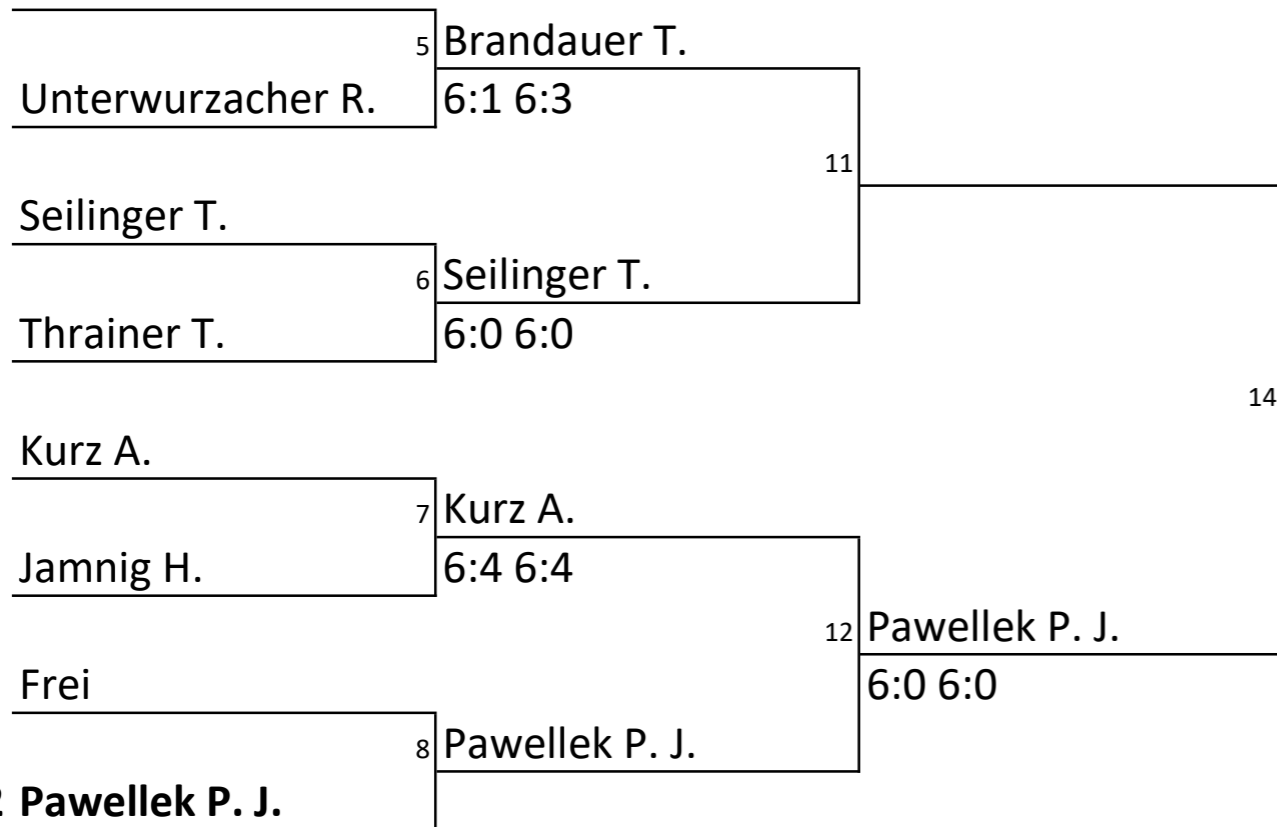 5 Brandauer T.
Unterwurzacher R. 6:1 6:3
11
Seilinger T.
6 Seilinger T.
Thrainer T. 6:0 6:0
14
Kurz A.
7 Kurz A.
Jamnig H. 6:4 6:4
12 Pawellek P. J.
Frei 6:0 6:0
8 Pawellek P. J.
2 Pawellek P. J.